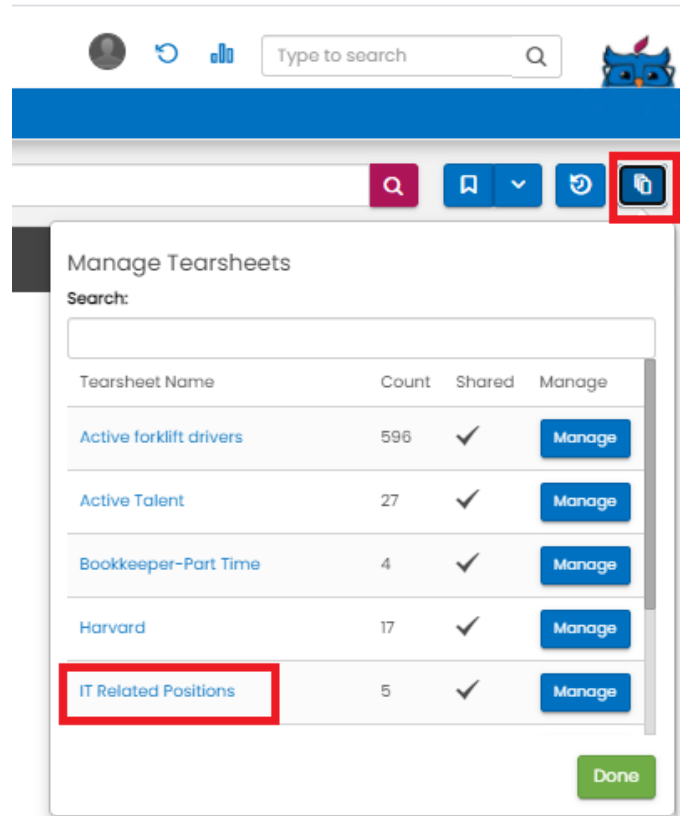 Type to search
Manage Tearsheets
Search:
Tearsheet Name Count Shared Manage
Active forklift drivers 596 Manage
Active Talent 27 Manage
Bookkeeper-Part Time 4 Manage
Harvard 17 Manage
IT Related Positions 5 Manage
Done